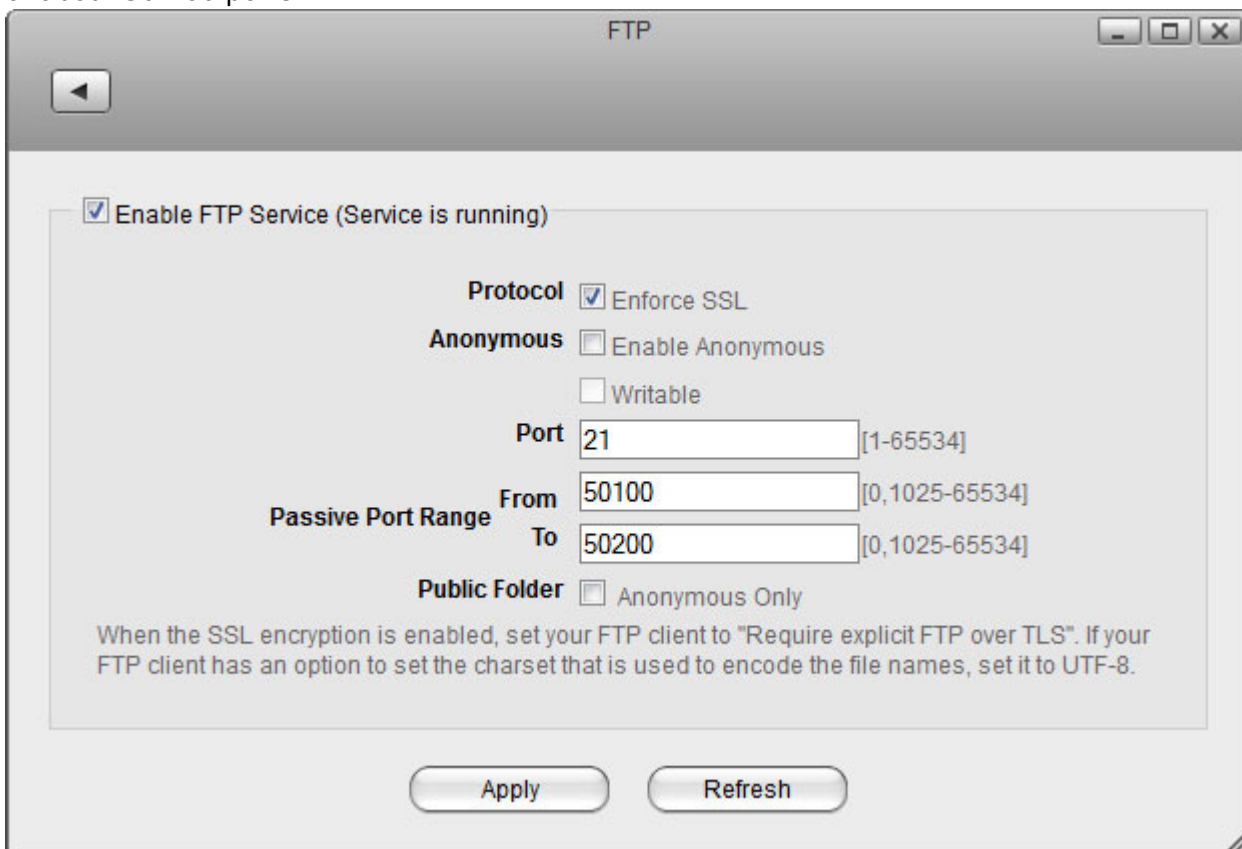 FTP
Enable FTP Service (Service is running)
Protocol Enforce SSL
Anonymous Enable Anonymous
Writable
Port 21 [1-65534]
Passive Port Range From 50100 [0,1025-65534]
To 50200 [0,1025-65534]
Public Folder Anonymous Only
When the SSL encryption is enabled, set your FTP client to "Require explicit FTP over TLS". If your
FTP client has an option to set the charset that is used to encode the file names, set it to UTF-8.
Apply Refresh